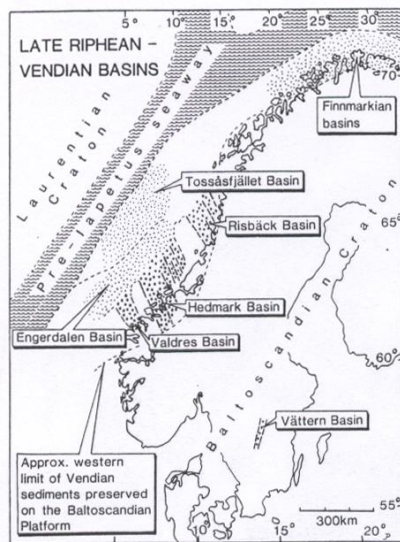 5° 10° 15° 20° 25° 30°
LATE RIPHEAN –
VENDIAN BASINS
70°
Finnmarkian
basins
Laurentian
Craton
Pre-Iapetus seaway
Tossåsfjället Basin
Risbäck Basin
65°
Baltoscandian Craton
Hedmark Basin
Engerdalen Basin
Valdres Basin
60°
Vättern Basin
Approx. western
limit of Vendian
sediments preserved
on the Baltoscandian
Platform
300km
55°
10° 15° 20°